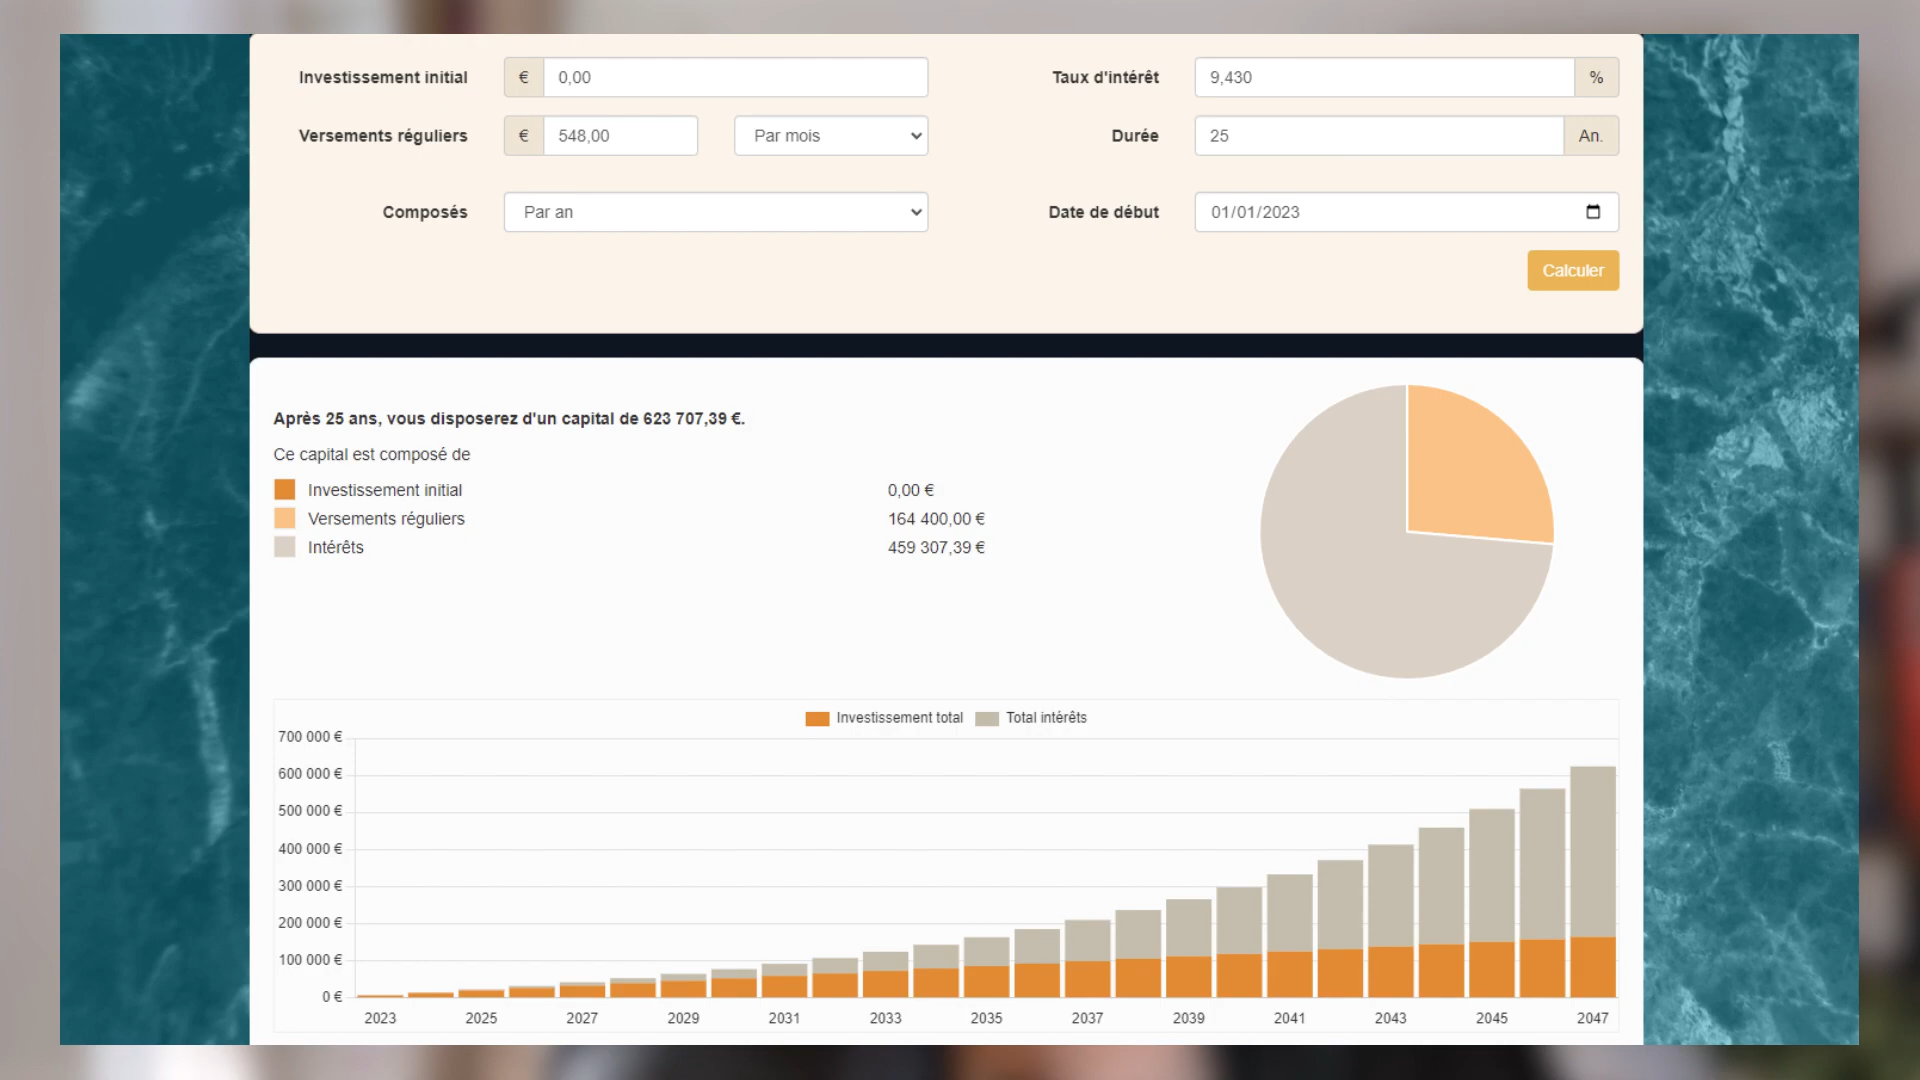 Investissement initial € 0,00 Taux d'intérêt 9,430 %
Versements réguliers € 548,00 Par mois Durée 25 An.
Composés Par an Date de début 01/01/2023
Calculer
Après 25 ans, vous disposerez d'un capital de 623 707,39 €.
Ce capital est composé de
Investissement initial 0,00 €
Versements réguliers 164 400,00 €
Intérêts 459 307,39 €
Investissement total Total intérêts
700 000 €
600 000 €
500 000 €
400 000 €
300 000 €
200 000 €
100 000 €
0 €
2023 2025 2027 2029 2031 2033 2035 2037 2039 2041 2043 2045 2047